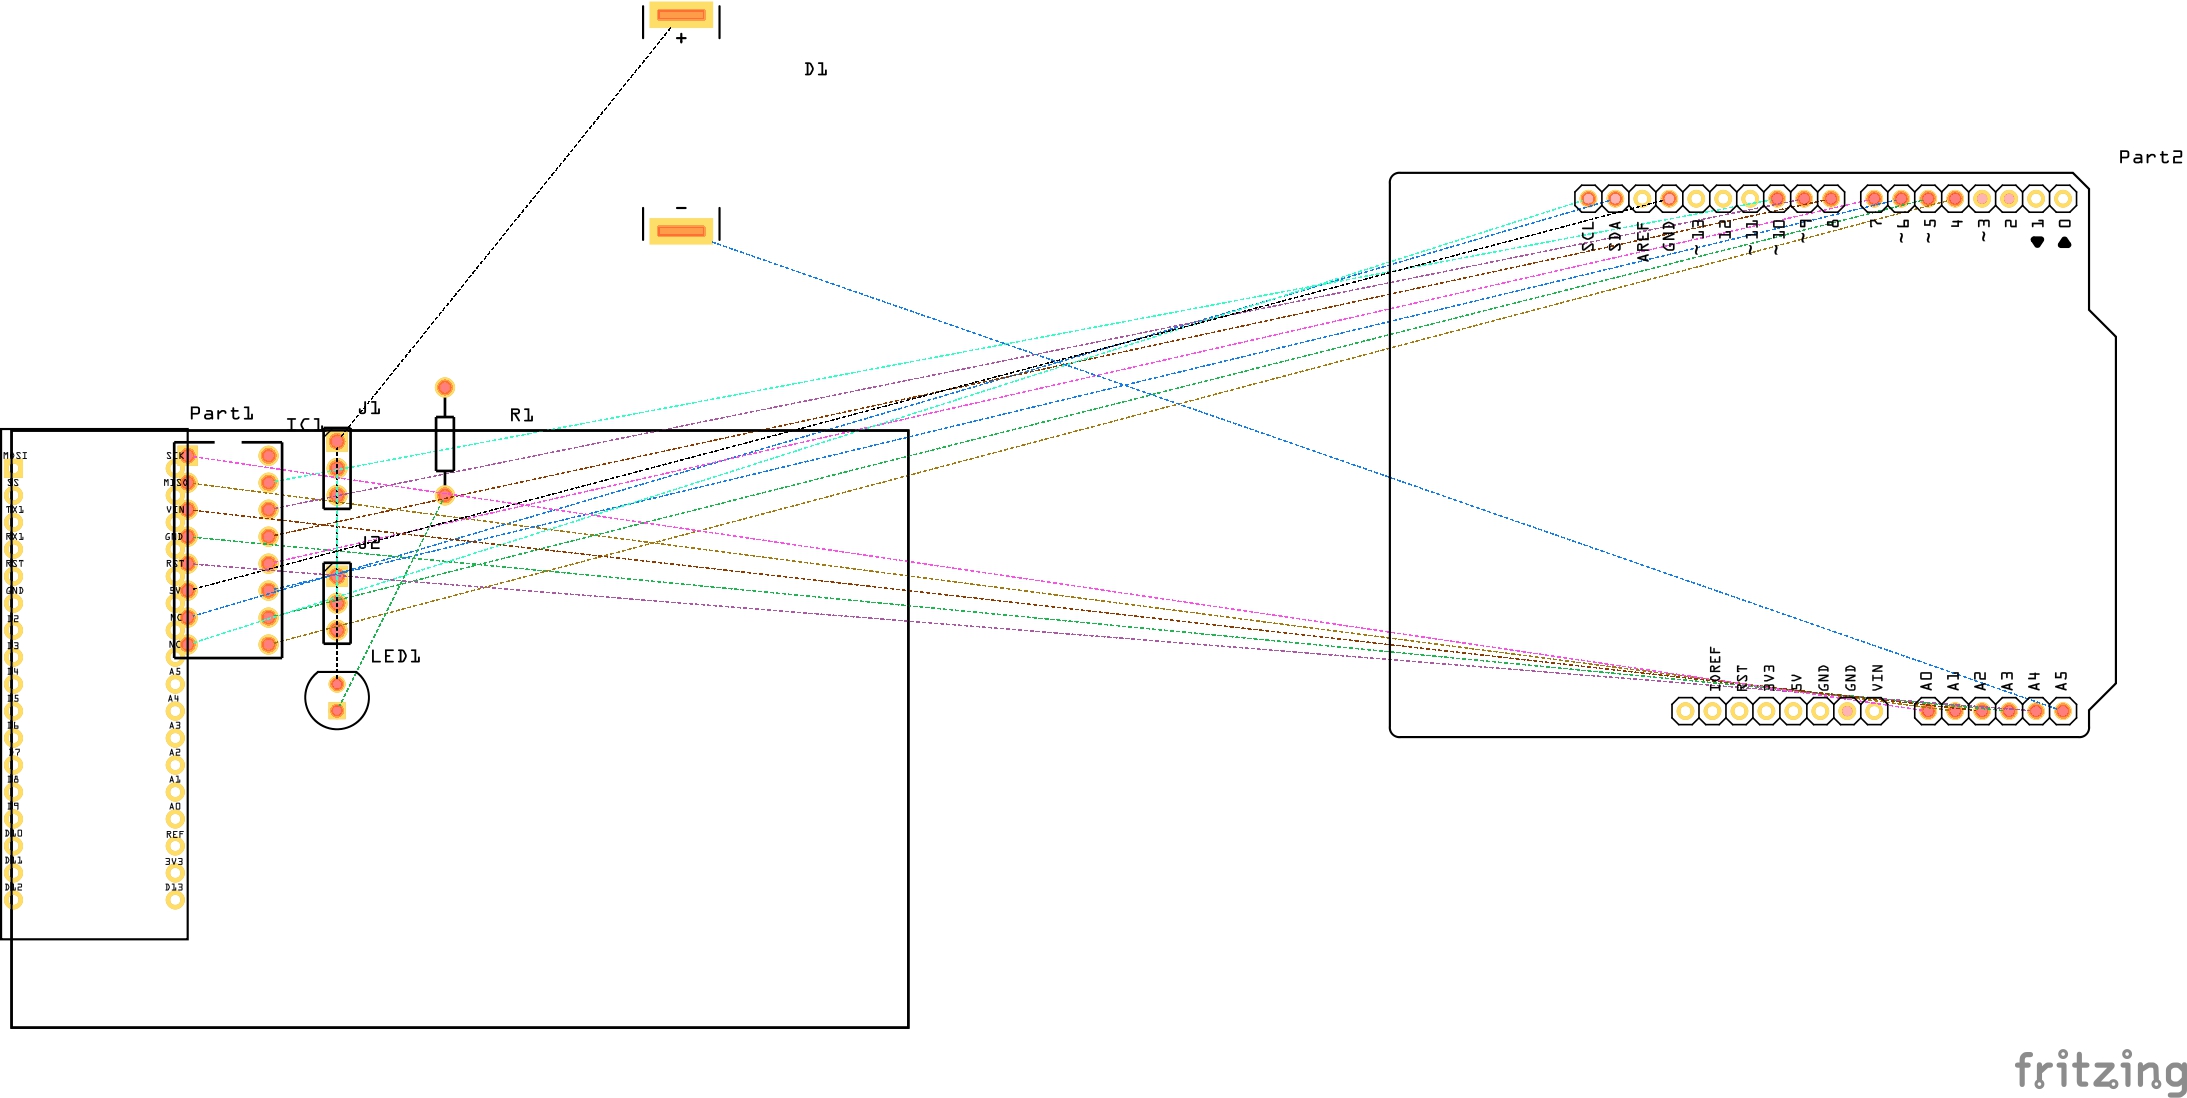 +
D1
Part2
−
SCL
SDA
AREF
GND
~13
12
~11
~10
~9
8
7
~6
~5
4
~3
2
1
0
Part1
IC1
J1
R1
MOSI
SS
TX1
RX1
RST
GND
D2
D3
D4
D5
D6
D7
D8
D9
D10
D11
D12
SCK
MISO
VIN
GND
RST
5V
NC
NC
A5
A4
A3
A2
A1
A0
REF
3V3
D13
J2
LED1
IOREF
RST
3V3
5V
GND
GND
VIN
A0
A1
A2
A3
A4
A5
fritzing